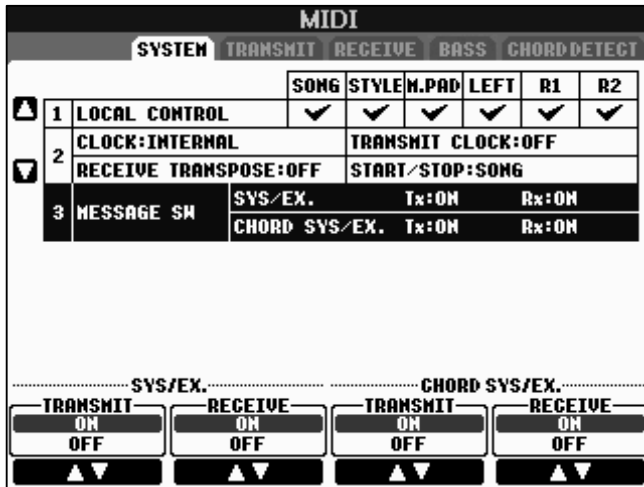 MIDI
SYSTEM TRANSMIT RECEIVE BASS CHORD DETECT
SONG STYLE M.PAD LEFT R1 R2
1 LOCAL CONTROL
2 CLOCK:INTERNAL TRANSMIT CLOCK:OFF
RECEIVE TRANSPOSE:OFF START/STOP:SONG
3 MESSAGE SW SYS/EX. Tx:ON Rx:ON
CHORD SYS/EX. Tx:ON Rx:ON
SYS/EX. CHORD SYS/EX.
TRANSMIT RECEIVE TRANSMIT RECEIVE
ON ON ON ON
OFF OFF OFF OFF